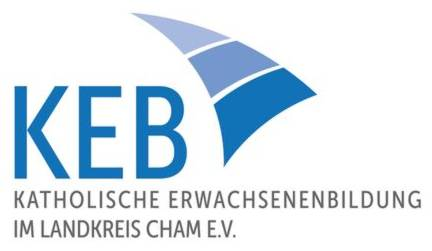 KEB
KATHOLISCHE ERWACHSENENBILDUNG
IM LANDKREIS CHAM E.V.